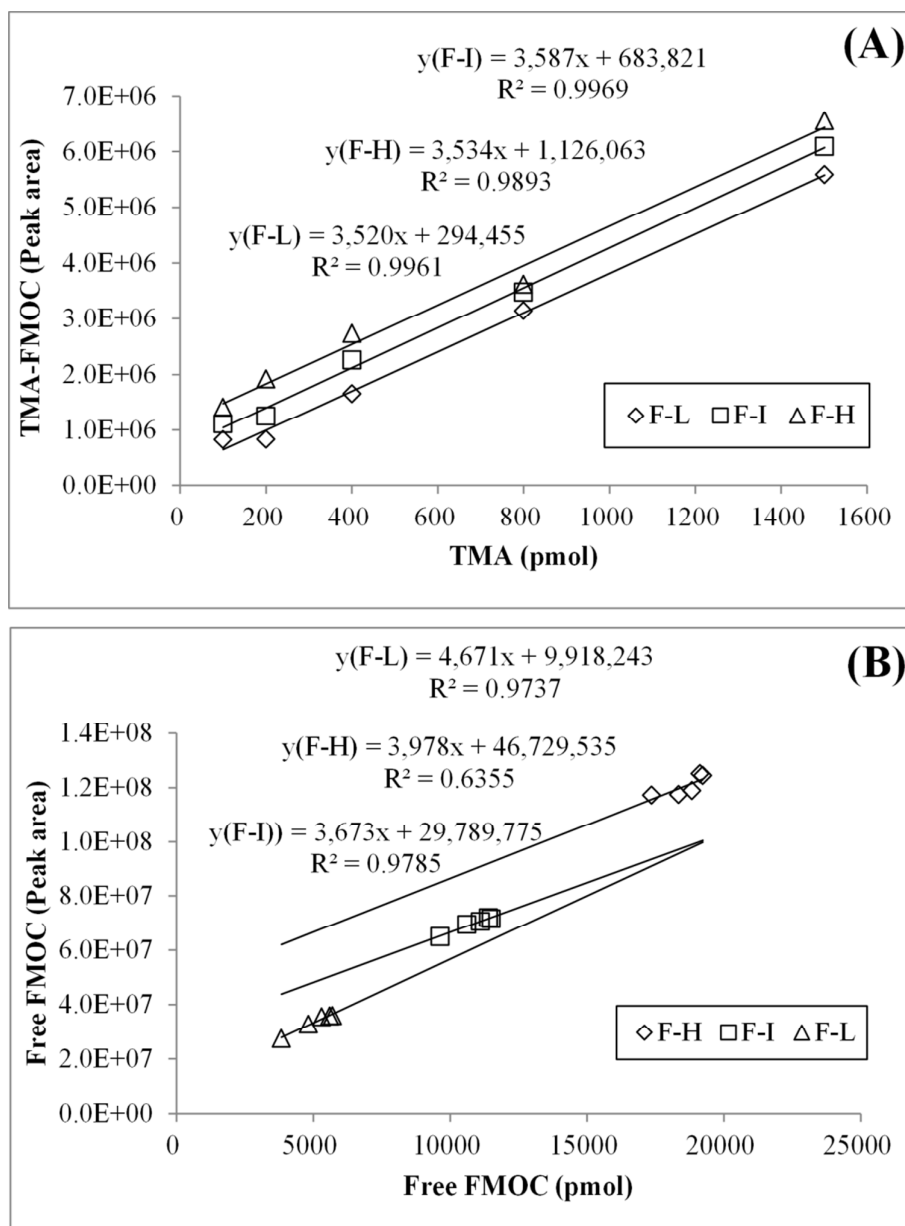 (A)
y(F-I) = 3,587x + 683,821
R² = 0.9969
y(F-H) = 3,534x + 1,126,063
R² = 0.9893
y(F-L) = 3,520x + 294,455
R² = 0.9961
TMA-FMOC (Peak area)
7.0E+06
6.0E+06
5.0E+06
4.0E+06
3.0E+06
2.0E+06
1.0E+06
0.0E+00
F-L F-I F-H
0 200 400 600 800 1000 1200 1400 1600
TMA (pmol)
(B)
y(F-L) = 4,671x + 9,918,243
R² = 0.9737
y(F-H) = 3,978x + 46,729,535
R² = 0.6355
y(F-I)) = 3,673x + 29,789,775
R² = 0.9785
Free FMOC (Peak area)
1.4E+08
1.2E+08
1.0E+08
8.0E+07
6.0E+07
4.0E+07
2.0E+07
0.0E+00
F-H F-I F-L
0 5000 10000 15000 20000 25000
Free FMOC (pmol)